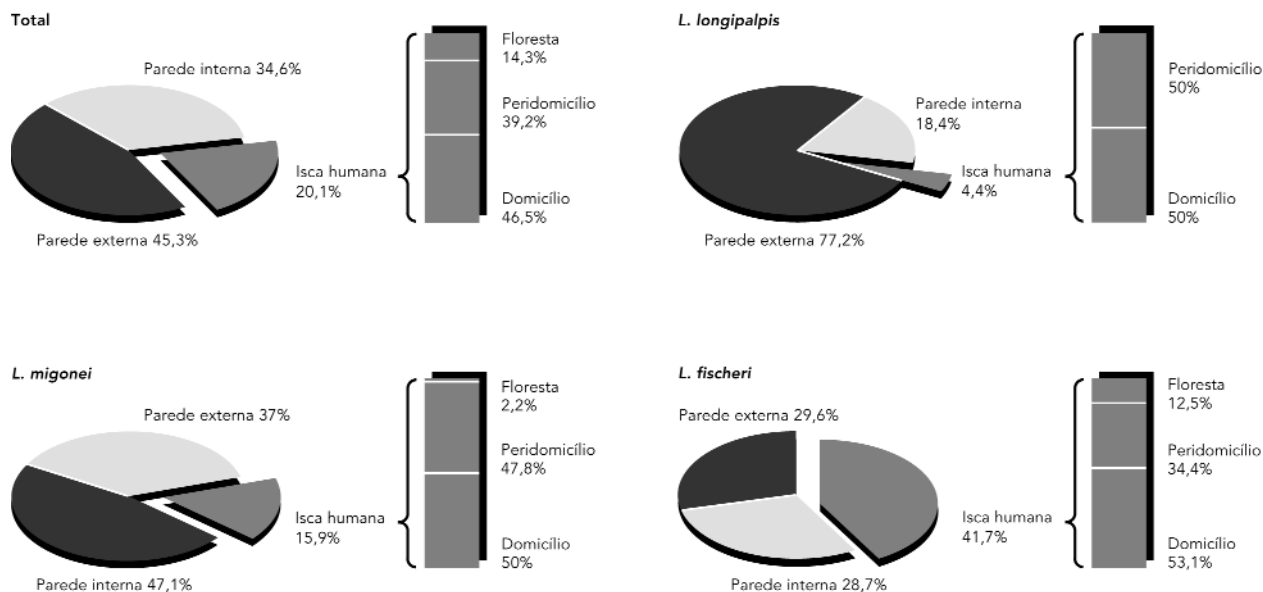 Total
Parede interna 34,6%
Isca humana
20,1%
Parede externa 45,3%
Floresta
14,3%
Peridomicílio
39,2%
Domicílio
46,5%
L. longipalpis
Parede interna
18,4%
Isca humana
4,4%
Parede externa 77,2%
Peridomicílio
50%
Domicílio
50%
L. migonei
Parede externa 37%
Isca humana
15,9%
Parede interna 47,1%
Floresta
2,2%
Peridomicílio
47,8%
Domicílio
50%
L. fischeri
Parede externa 29,6%
Isca humana
41,7%
Parede interna 28,7%
Floresta
12,5%
Peridomicílio
34,4%
Domicílio
53,1%